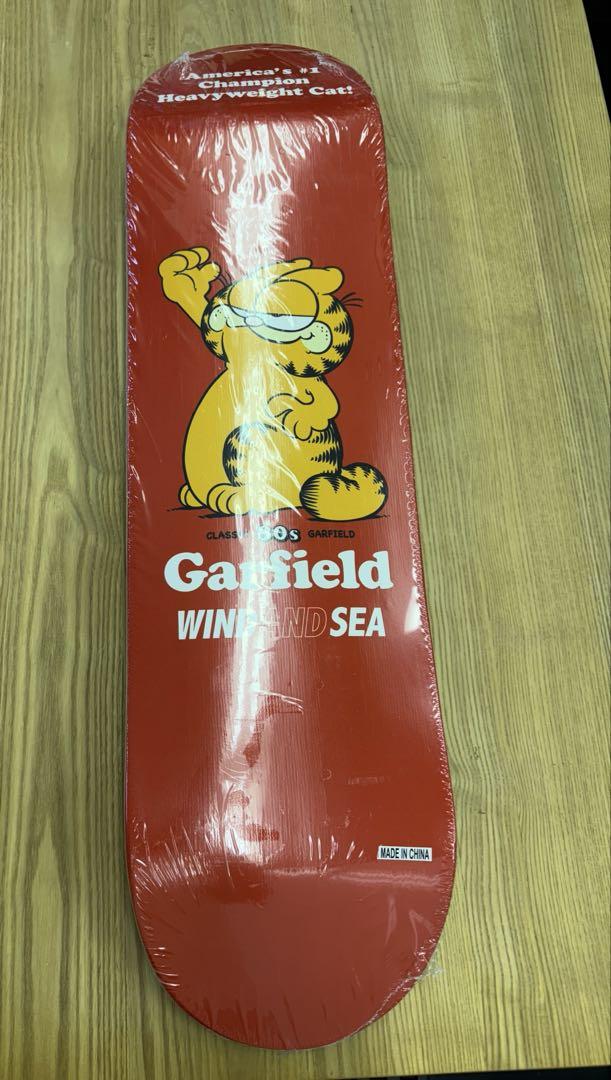 America's #1
Champion
Heavyweight Cat!
CLASSIC 80s GARFIELD
Garfield
WIND AND SEA
MADE IN CHINA